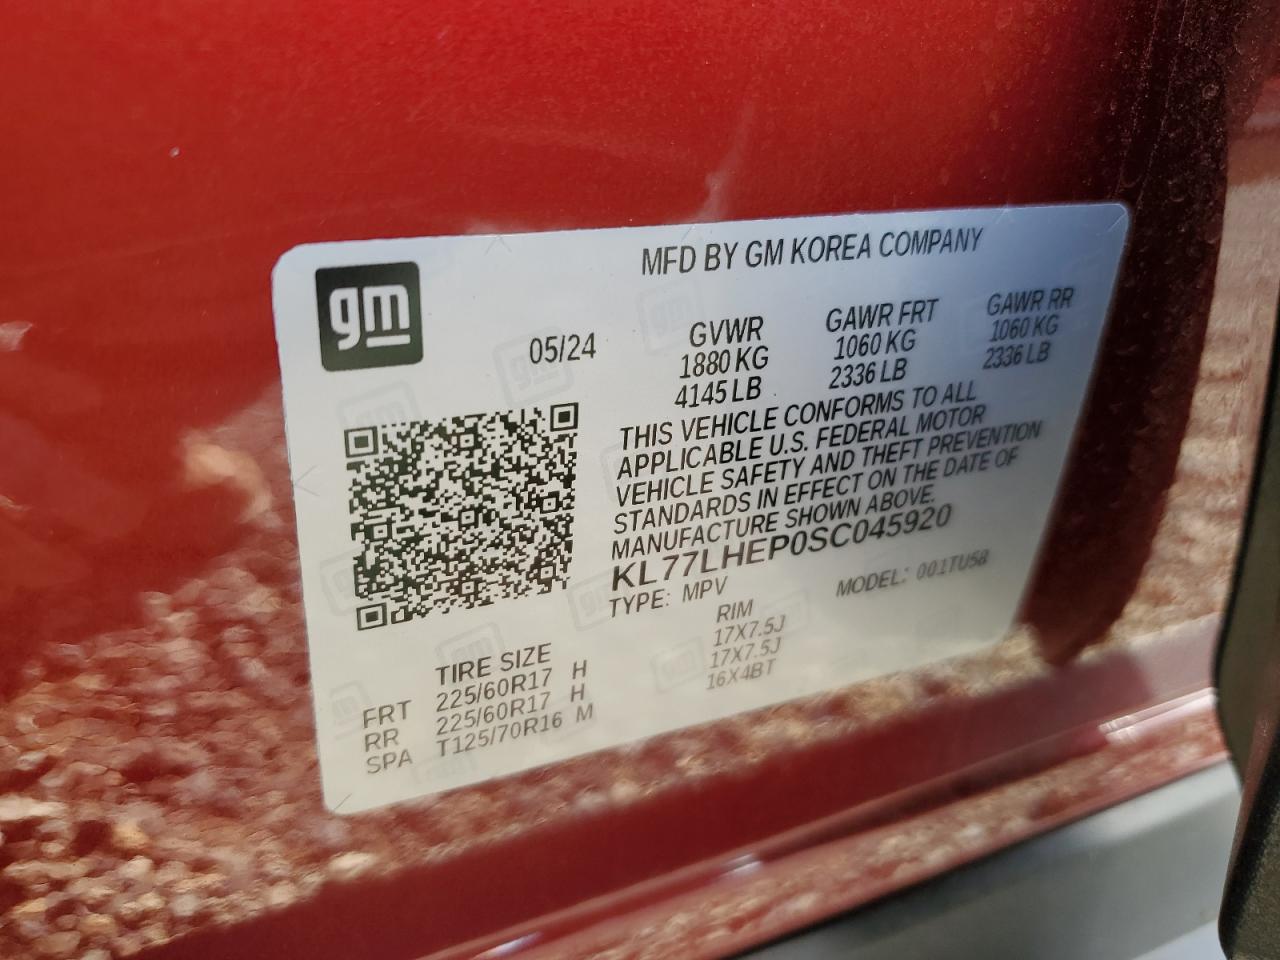 gm
MFD BY GM KOREA COMPANY
05/24
GVWR GAWR FRT GAWR RR
1880 KG 1060 KG 1060 KG
4145 LB 2336 LB 2336 LB
THIS VEHICLE CONFORMS TO ALL
APPLICABLE U.S. FEDERAL MOTOR
VEHICLE SAFETY AND THEFT PREVENTION
STANDARDS IN EFFECT ON THE DATE OF
MANUFACTURE SHOWN ABOVE.
KL77LHEP0SC045920
TYPE: MPV MODEL: 001TU58
TIRE SIZE RIM
FRT 225/60R17 H 17X7.5J
RR 225/60R17 H 17X7.5J
SPA T125/70R16 M 16X4BT